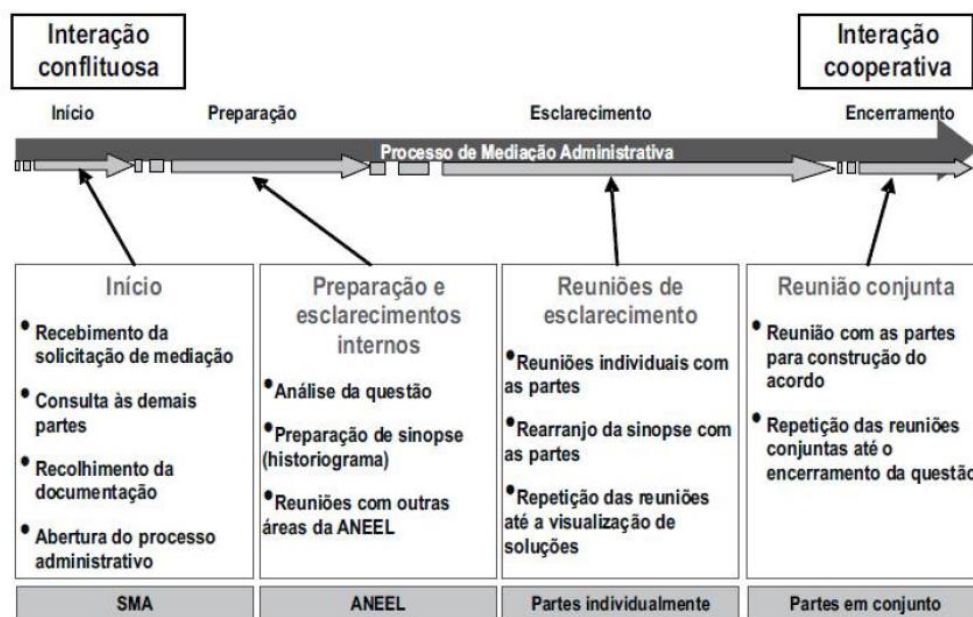 Interação
conflituosa
Interação
cooperativa
Início
Preparação
Esclarecimento
Encerramento
Processo de Mediação Administrativa
Início
• Recebimento da
solicitação de mediação
• Consulta às demais
partes
• Recolhimento da
documentação
• Abertura do processo
administrativo
SMA
Preparação e
esclarecimentos
internos
• Análise da questão
• Preparação de sinopse
(historiograma)
• Reuniões com outras
áreas da ANEEL
ANEEL
Reuniões de
esclarecimento
• Reuniões individuais com
as partes
• Rearranjo da sinopse com
as partes
• Repetição das reuniões
até a visualização de
soluções
Partes individualmente
Reunião conjunta
• Reunião com as partes
para construção do
acordo
• Repetição das reuniões
conjuntas até o
encerramento da questão
Partes em conjunto